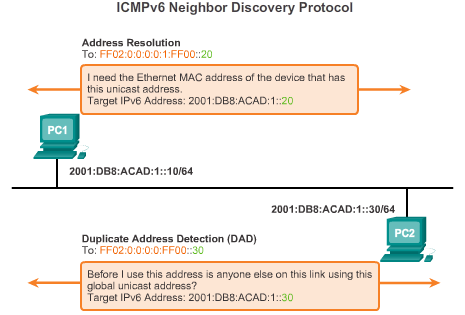 ICMPv6 Neighbor Discovery Protocol
Address Resolution
To: FF02:0:0:0:0:1:FF00::20
I need the Ethernet MAC address of the device that has
this unicast address.
Target IPv6 Address: 2001:DB8:ACAD:1::20
PC1
2001:DB8:ACAD:1::10/64
2001:DB8:ACAD:1::30/64
PC2
Duplicate Address Detection (DAD)
To: FF02:0:0:0:0:FF00::30
Before I use this address is anyone else on this link using this
global unicast address?
Target IPv6 Address: 2001:DB8:ACAD:1::30